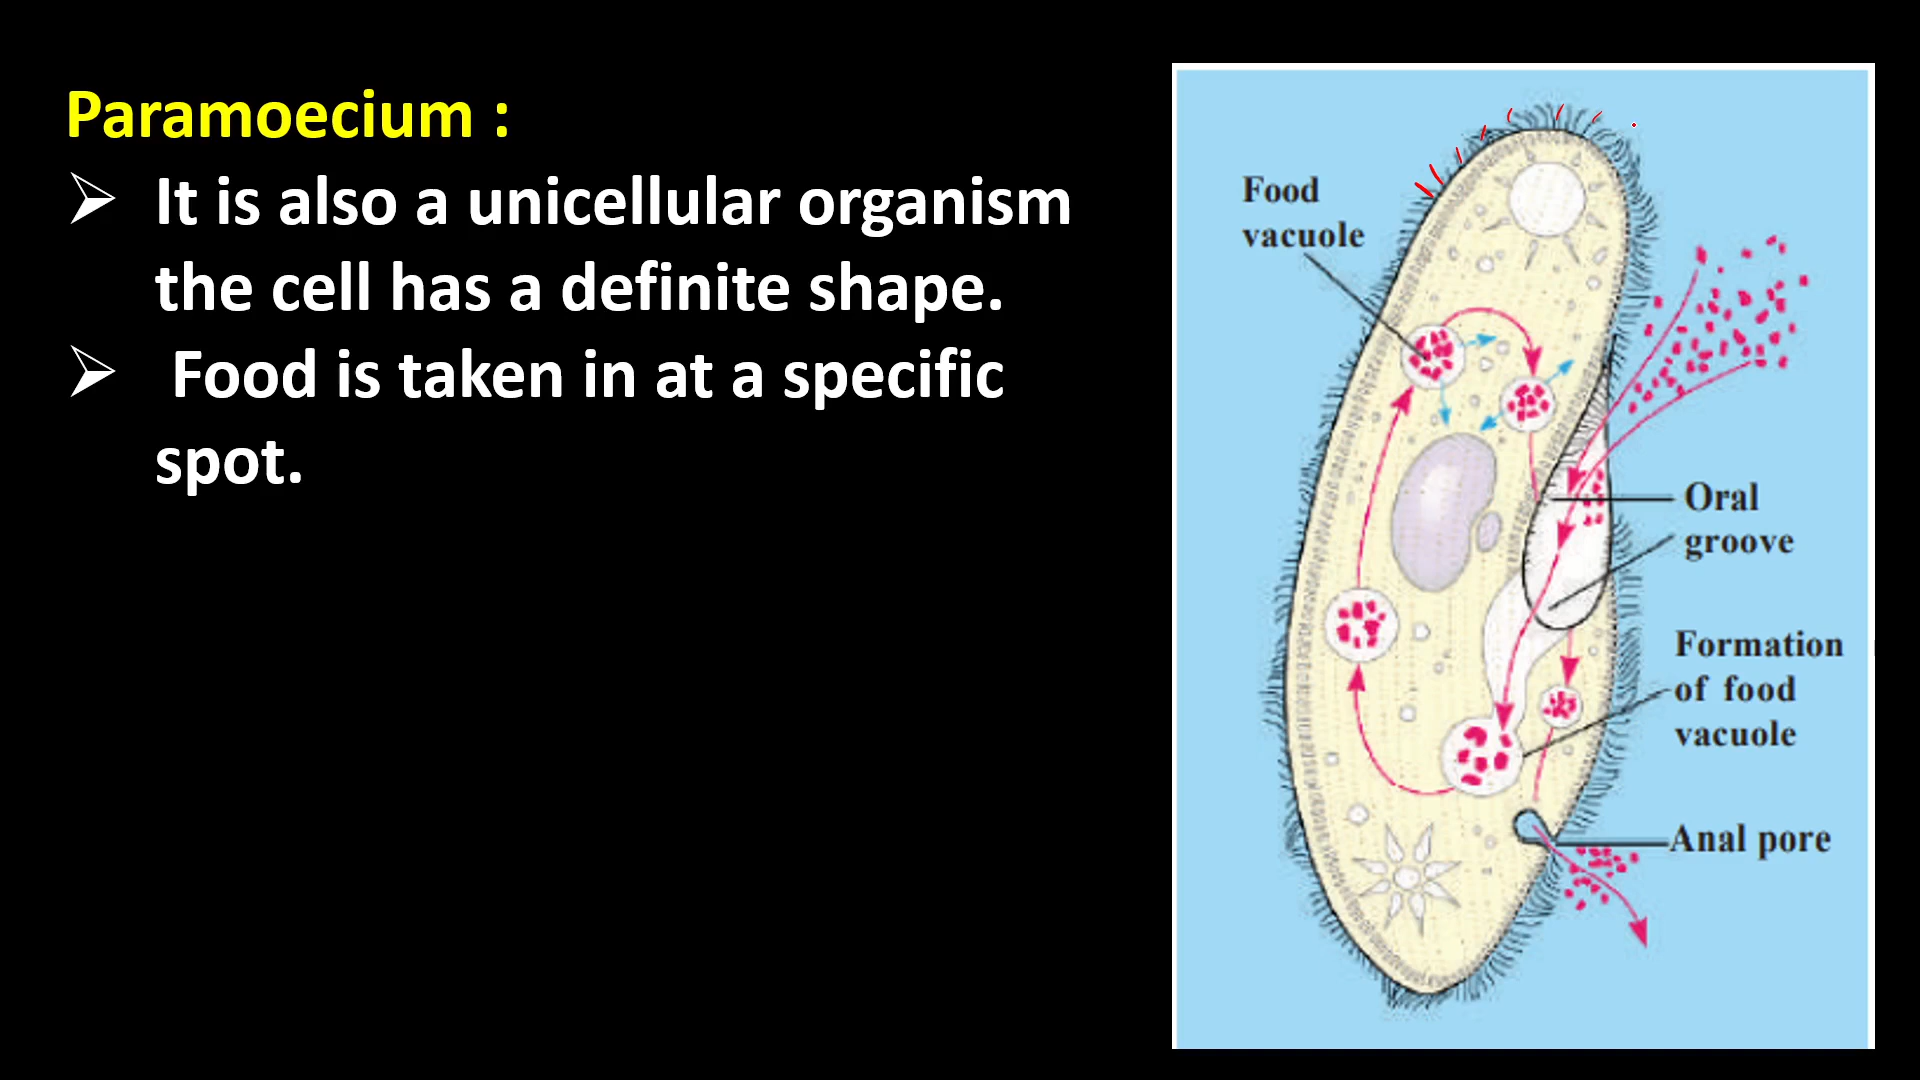 Paramoecium :
➢ It is also a unicellular organism
the cell has a definite shape.
➢ Food is taken in at a specific
spot.
Food
vacuole
Oral
groove
Formation
of food
vacuole
Anal pore